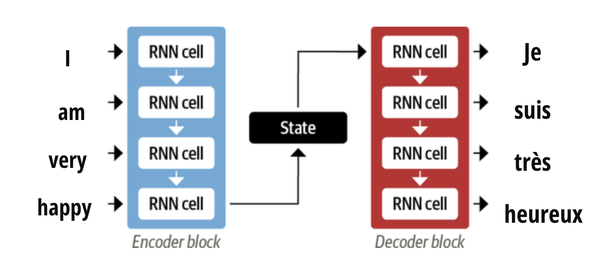 I
RNN cell
RNN cell
Je
am
RNN cell
State
RNN cell
suis
very
RNN cell
RNN cell
très
happy
RNN cell
RNN cell
heureux
Encoder block
Decoder block